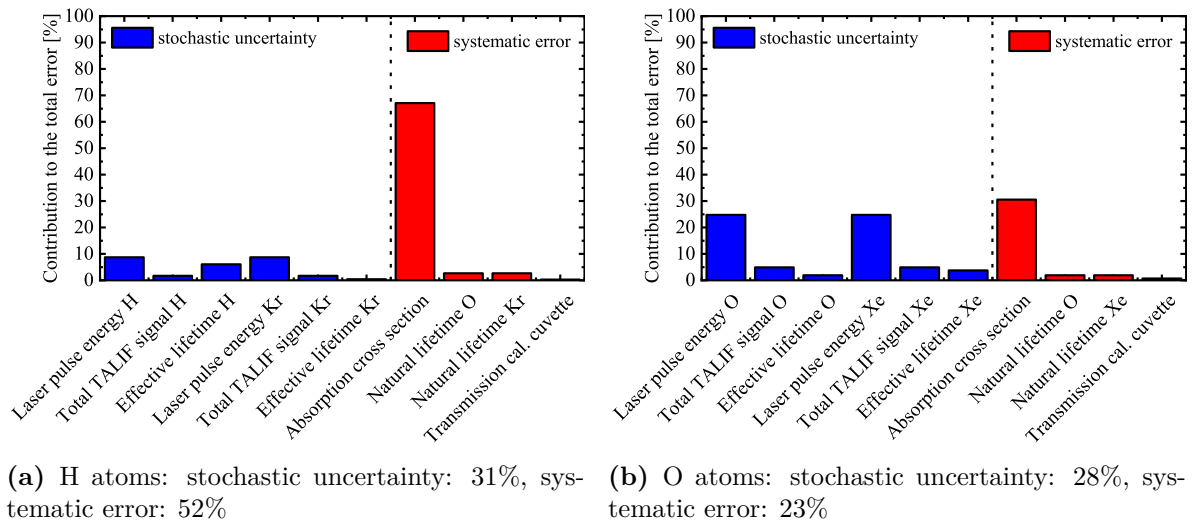 Contribution to the total error [%]
100
90
80
70
60
50
40
30
20
10
0
stochastic uncertainty
systematic error
Laser pulse energy H
Total TALIF signal H
Effective lifetime H
Laser pulse energy Kr
Total TALIF signal Kr
Effective lifetime Kr
Absorption cross section
Natural lifetime O
Natural lifetime Kr
Transmission cal. cuvette
(a) H atoms: stochastic uncertainty: 31%, sys-
tematic error: 52%
Contribution to the total error [%]
100
90
80
70
60
50
40
30
20
10
0
stochastic uncertainty
systematic error
Laser pulse energy O
Total TALIF signal O
Effective lifetime O
Laser pulse energy Xe
Total TALIF signal Xe
Effective lifetime Xe
Absorption cross section
Natural lifetime O
Natural lifetime Xe
Transmission cal. cuvette
(b) O atoms: stochastic uncertainty: 28%, sys-
tematic error: 23%